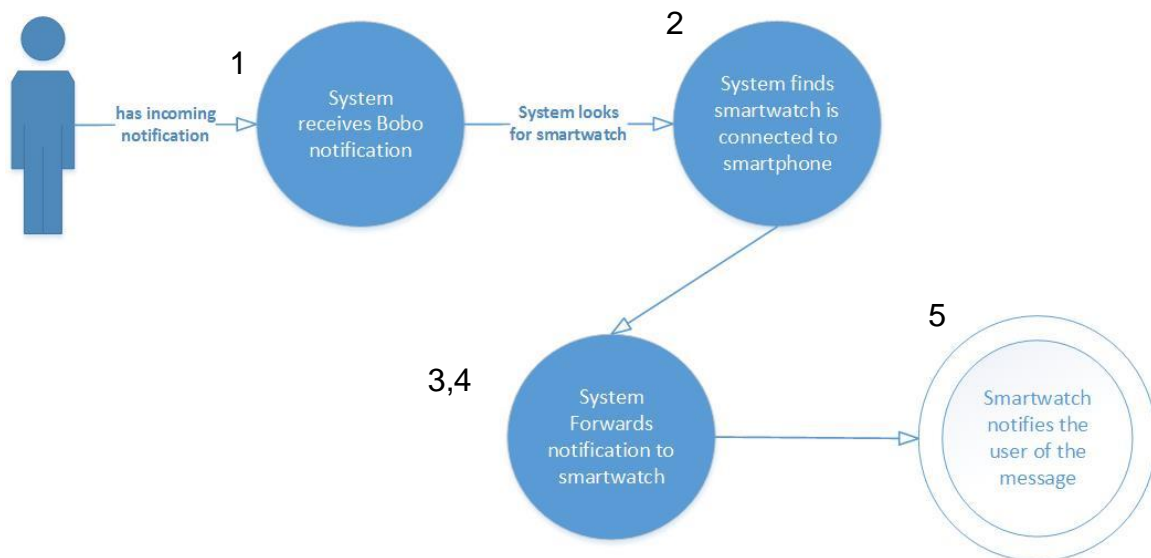 1
has incoming
notification
System
receives Bobo
notification
System looks
for smartwatch
2
System finds
smartwatch is
connected to
smartphone
3,4
System
Forwards
notification to
smartwatch
5
Smartwatch
notifies the
user of the
message